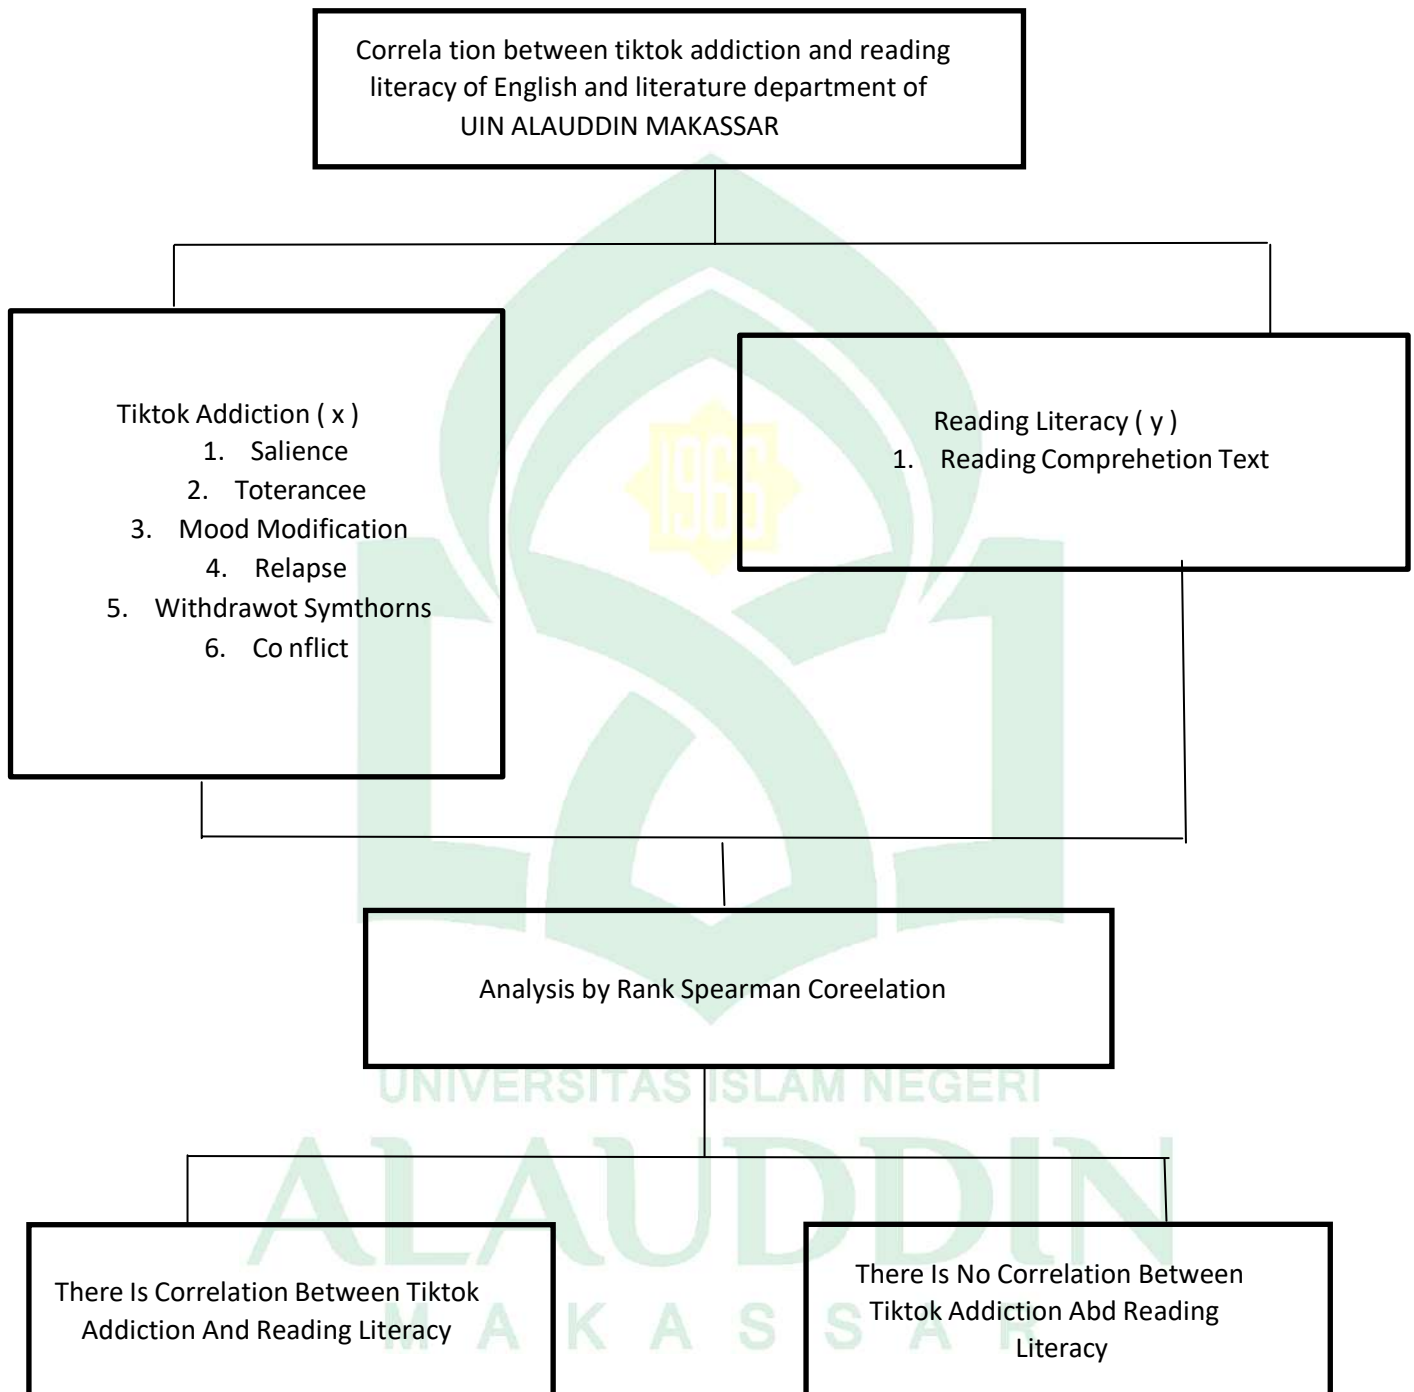 Correla tion between tiktok addiction and reading
literacy of English and literature department of
UIN ALAUDDIN MAKASSAR
Tiktok Addiction ( x )
1. Salience
2. Toterancee
3. Mood Modification
4. Relapse
5. Withdrawot Symthorns
6. Co nflict
Reading Literacy ( y )
1. Reading Comprehetion Text
1965
Analysis by Rank Spearman Coreelation
UNIVERSITAS ISLAM NEGERI
ALAUDDIN
MAKASSAR
There Is Correlation Between Tiktok
Addiction And Reading Literacy
There Is No Correlation Between
Tiktok Addiction Abd Reading
Literacy